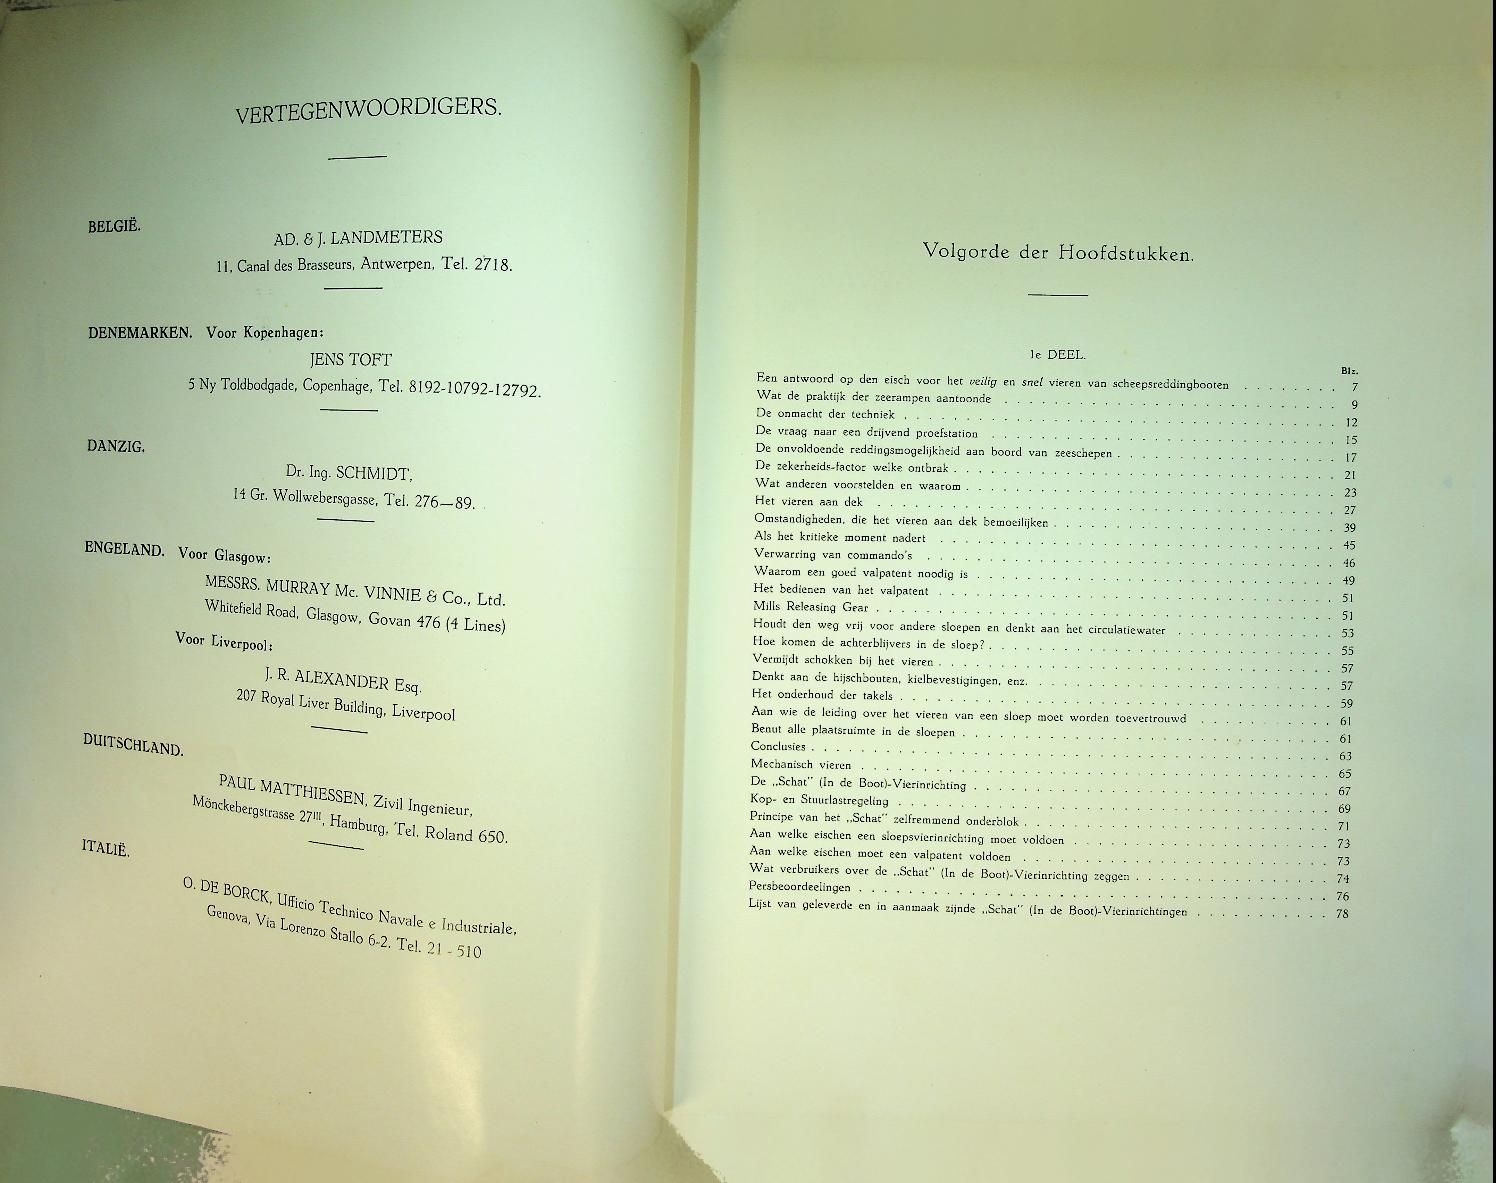 VERTEGENWOORDIGERS.
BELGIË.
AD. & J. LANDMETERS
11, Canal des Brasseurs, Antwerpen, Tel. 2718.
DENEMARKEN. Voor Kopenhagen:
JENS TOFT
5 Ny Toldbodgade, Copenhage, Tel. 8192-10792-12792.
DANZIG.
Dr. Ing. SCHMIDT,
14 Gr. Wollwebersgasse, Tel. 276—89.
ENGELAND. Voor Glasgow:
MESSRS. MURRAY Mc. VINNIE & Co., Ltd.
Whitefield Road, Glasgow, Govan 476 (4 Lines)
Voor Liverpool:
J. R. ALEXANDER Esq.
207 Royal Liver Building, Liverpool
DUITSCHLAND.
PAUL MATTHIESSEN, Zivil Ingenieur,
Mönckebergstrasse 27III, Hamburg, Tel. Roland 650.
ITALIË.
O. DE BORCK, Ufficio Technico Navale e Industriale,
Genova, Via Lorenzo Stallo 6-2. Tel. 21 - 510
Volgorde der Hoofdstukken.
1e DEEL.
Blz.
Een antwoord op den eisch voor het veilig en snel vieren van scheepsreddingbooten . . . . . . . . 7
Wat de praktijk der zeerampen aantoonde . . . . . . . . 9
De onmacht der techniek . . . . . . . . 12
De vraag naar een drijvend proefstation . . . . . . . . 15
De onvoldoende reddingsmogelijkheid aan boord van zeeschepen . . . . . . . . 17
De zekerheids-factor welke ontbrak . . . . . . . . 21
Wat anderen voorstelden en waarom . . . . . . . . 23
Het vieren aan dek . . . . . . . . 27
Omstandigheden, die het vieren aan dek bemoeilijken . . . . . . . . 39
Als het kritieke moment nadert . . . . . . . . 45
Verwarring van commando's . . . . . . . . 46
Waarom een goed valpatent noodig is . . . . . . . . 49
Het bedienen van het valpatent . . . . . . . . 51
Mills Releasing Gear . . . . . . . . 51
Houdt den weg vrij voor andere sloepen en denkt aan het circulatiewater . . . . . . . . 53
Hoe komen de achterblijvers in de sloep? . . . . . . . . 55
Vermijdt schokken bij het vieren . . . . . . . . 57
Denkt aan de hijschbouten, kielbevestigingen, enz. . . . . . . . . 57
Het onderhoud der takels . . . . . . . . 59
Aan wie de leiding over het vieren van een sloep moet worden toevertrouwd . . . . . . . . 61
Benut alle plaatsruimte in de sloepen . . . . . . . . 61
Conclusies . . . . . . . . 63
Mechanisch vieren . . . . . . . . 65
De „Schat" (In de Boot)-Vierinrichting . . . . . . . . 67
Kop- en Stuurlastregeling . . . . . . . . 69
Principe van het „Schat" zelfremmend onderblok . . . . . . . . 71
Aan welke eischen een sloepsvierinrichting moet voldoen . . . . . . . . 73
Aan welke eischen moet een valpatent voldoen . . . . . . . . 73
Wat verbruikers over de „Schat" (In de Boot)-Vierinrichting zeggen . . . . . . . . 74
Persbeoordeelingen . . . . . . . . 76
Lijst van geleverde en in aanmaak zijnde „Schat" (In de Boot)-Vierinrichtingen . . . . . . . . 78